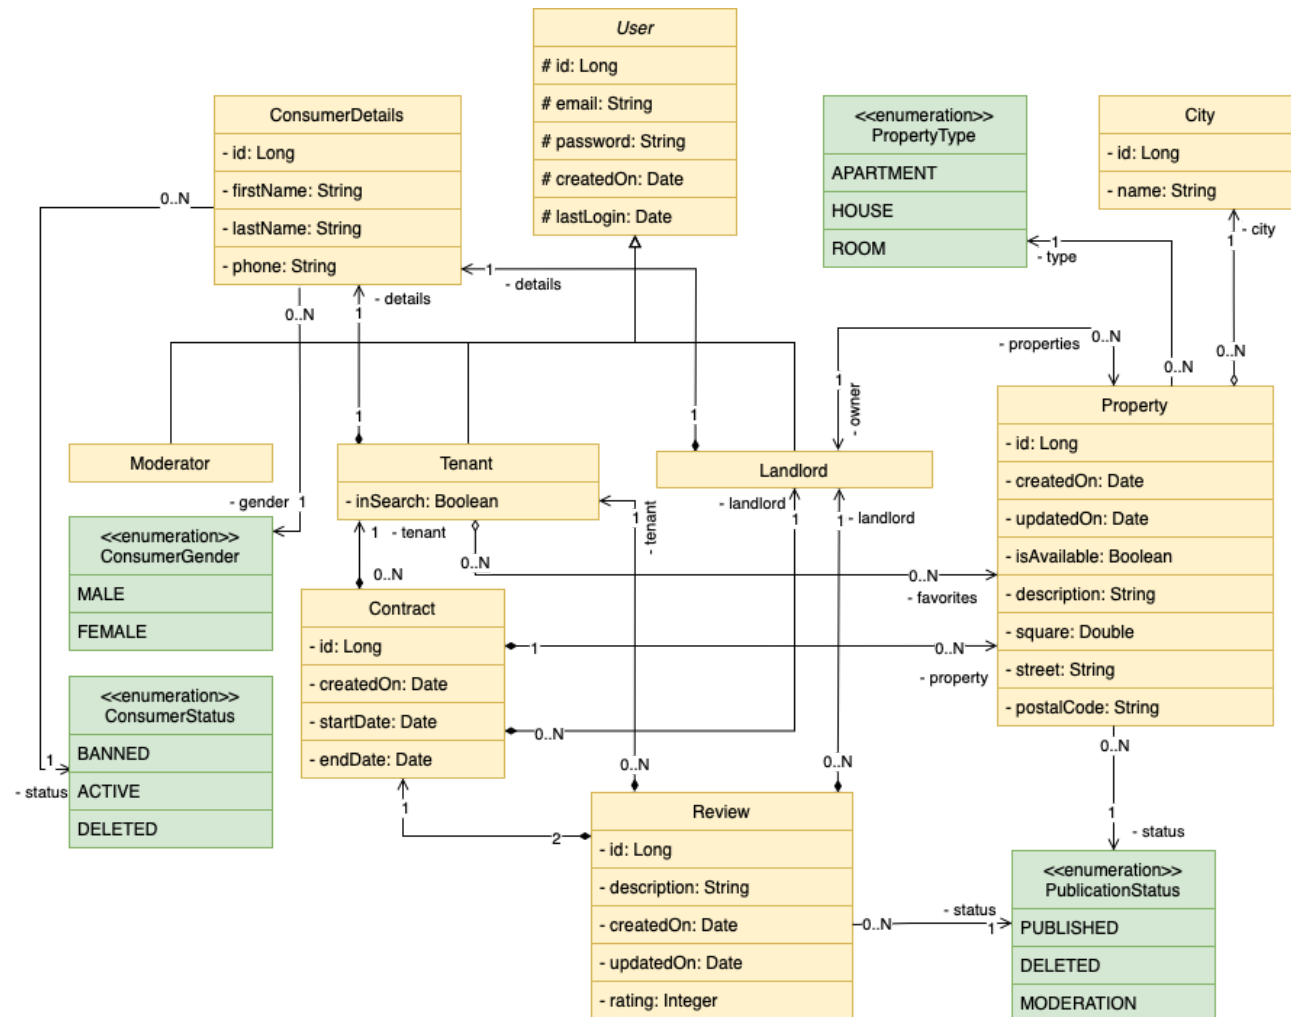 User
# id: Long
# email: String
# password: String
# createdOn: Date
# lastLogin: Date
ConsumerDetails
- id: Long
- firstName: String
- lastName: String
- phone: String
<<enumeration>>
PropertyType
APARTMENT
HOUSE
ROOM
City
- id: Long
- name: String
0..N
1
- details
1
- details
0..N
1
- type
1
- city
0..N
0..N
- properties
0..N
1
- owner
1
1
Moderator
Tenant
- inSearch: Boolean
Landlord
Property
- id: Long
- createdOn: Date
- updatedOn: Date
- isAvailable: Boolean
- description: String
- square: Double
- street: String
- postalCode: String
- gender
1
<<enumeration>>
ConsumerGender
MALE
FEMALE
1
- tenant
0..N
1
- tenant
- landlord
1
1
- landlord
0..N
0..N
- favorites
Contract
- id: Long
- createdOn: Date
- startDate: Date
- endDate: Date
1
0..N
- property
0..N
<<enumeration>>
ConsumerStatus
BANNED
ACTIVE
DELETED
1
- status
0..N
0..N
1
2
Review
- id: Long
- description: String
- createdOn: Date
- updatedOn: Date
- rating: Integer
0..N
1
- status
0..N
- status
1
<<enumeration>>
PublicationStatus
PUBLISHED
DELETED
MODERATION